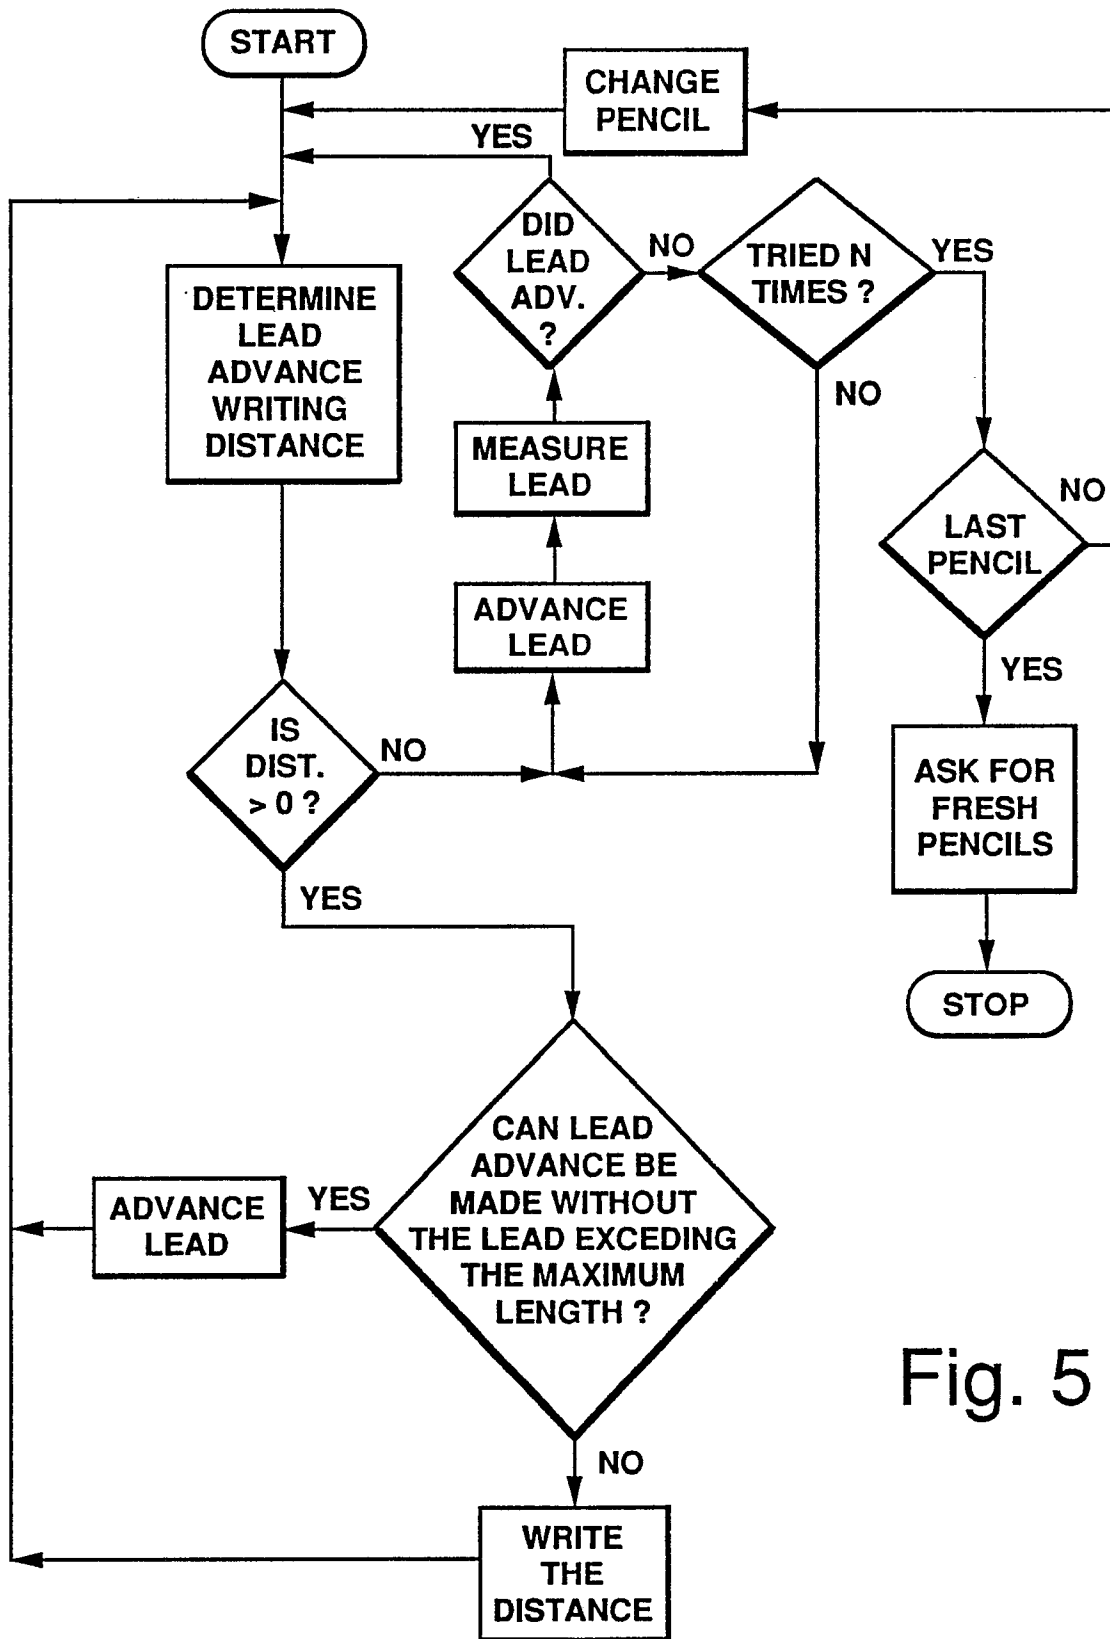 START
CHANGE
PENCIL
YES
DID
LEAD
ADV.
?
NO
TRIED N
TIMES ?
YES
NO
DETERMINE
LEAD
ADVANCE
WRITING
DISTANCE
MEASURE
LEAD
ADVANCE
LEAD
LAST
PENCIL
NO
YES
IS
DIST.
> 0 ?
NO
YES
ASK FOR
FRESH
PENCILS
STOP
CAN LEAD
ADVANCE BE
MADE WITHOUT
THE LEAD EXCEDING
THE MAXIMUM
LENGTH ?
YES
ADVANCE
LEAD
NO
WRITE
THE
DISTANCE
Fig. 5